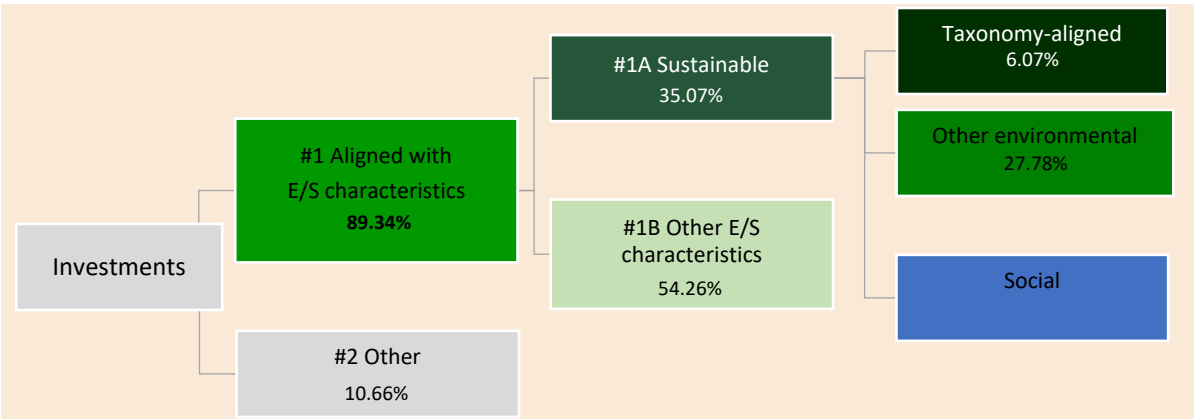 Investments
#1 Aligned with
E/S characteristics
89.34%
#2 Other
10.66%
#1A Sustainable
35.07%
#1B Other E/S
characteristics
54.26%
Taxonomy-aligned
6.07%
Other environmental
27.78%
Social